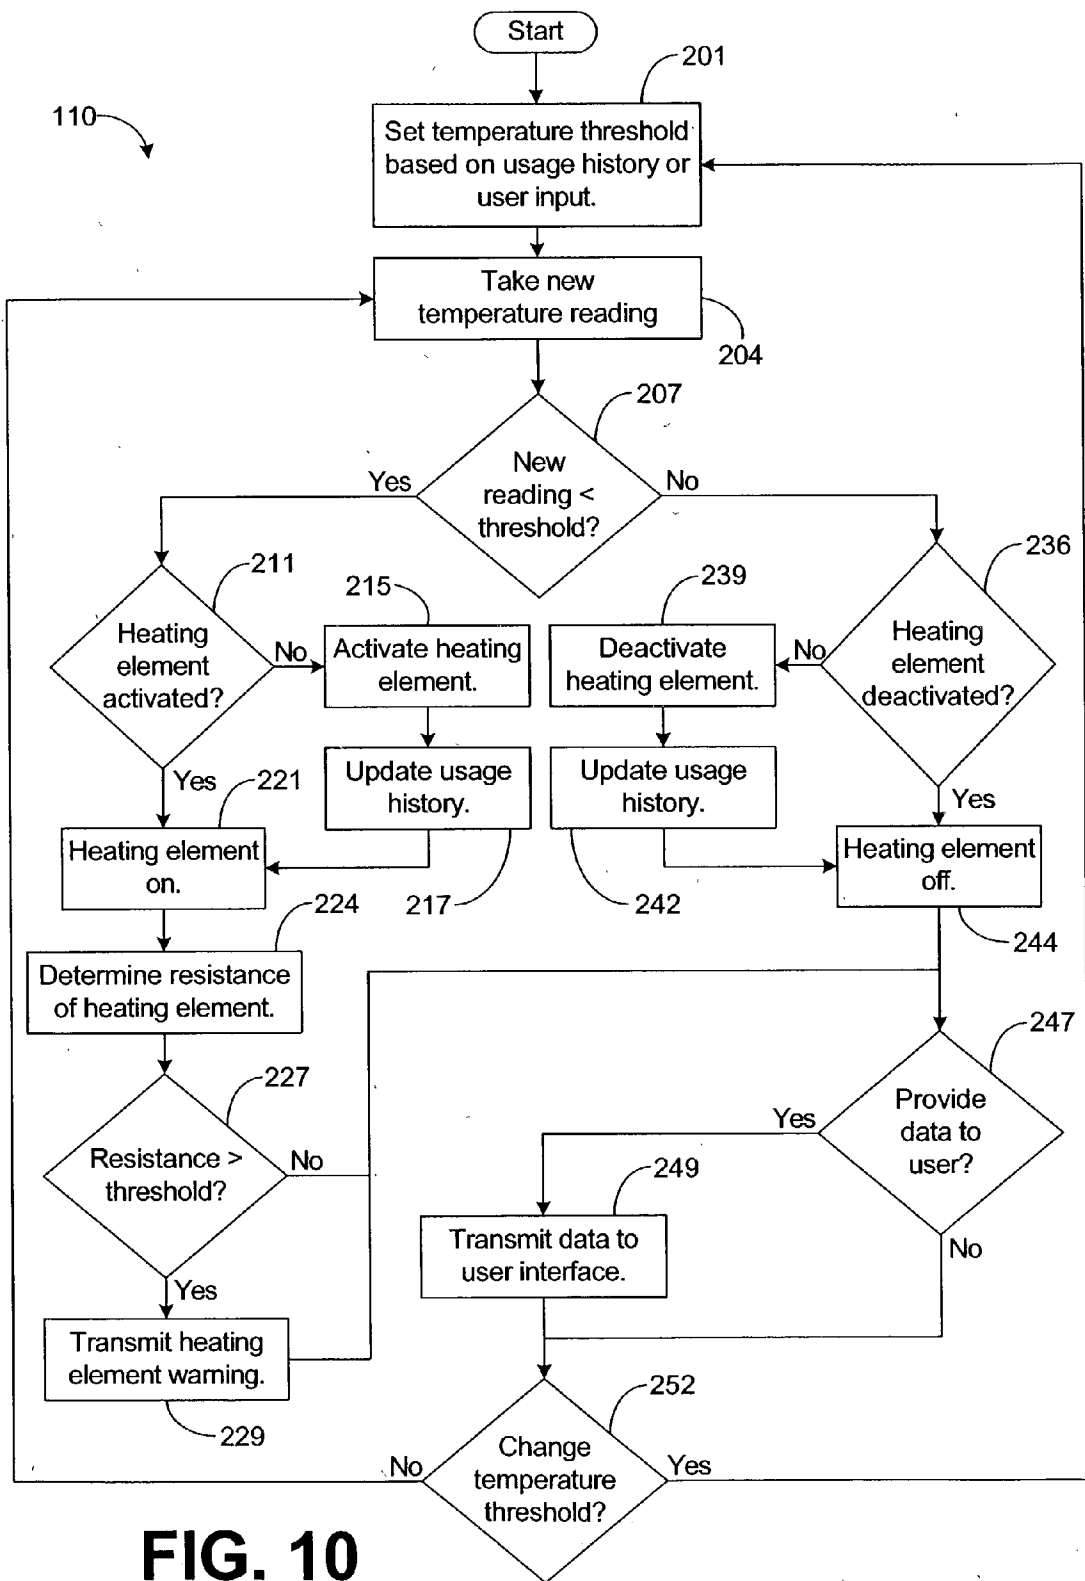 Start
201
110
Set temperature threshold
based on usage history or
user input.
Take new
temperature reading
204
207
New
reading <
threshold?
Yes
No
211
Heating
element
activated?
No
Yes
215
Activate heating
element.
Update usage
history.
217
239
Deactivate
heating element.
Update usage
history.
242
236
Heating
element
deactivated?
No
Yes
221
Heating element
on.
Heating element
off.
244
224
Determine resistance
of heating element.
227
Resistance >
threshold?
No
Yes
Transmit heating
element warning.
229
247
Provide
data to
user?
Yes
No
249
Transmit data to
user interface.
252
Change
temperature
threshold?
No
Yes
FIG. 10